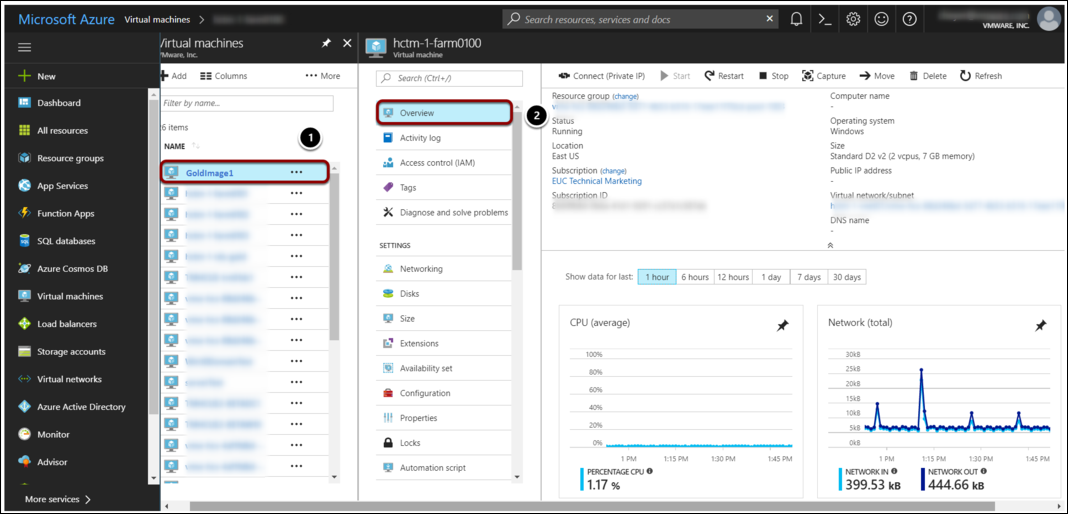 Microsoft Azure Virtual machines >
Search resources, services and docs
VMWARE, INC.
New
Dashboard
All resources
Resource groups
App Services
Function Apps
SQL databases
Azure Cosmos DB
Virtual machines
Load balancers
Storage accounts
Virtual networks
Azure Active Directory
Monitor
Advisor
More services >
Virtual machines
VMware, Inc.
Add Columns ... More
Filter by name...
26 items
1
NAME
GoldImage1 ...
hctm-1-farm0100
Virtual machine
Search (Ctrl+/)
Overview
2
Activity log
Access control (IAM)
Tags
Diagnose and solve problems
SETTINGS
Networking
Disks
Size
Extensions
Availability set
Configuration
Properties
Locks
Automation script
Connect (Private IP) Start Restart Stop Capture Move Delete Refresh
Resource group (change)
Status
Running
Location
East US
Subscription (change)
EUC Technical Marketing
Subscription ID
Computer name
-
Operating system
Windows
Size
Standard D2 v2 (2 vcpus, 7 GB memory)
Public IP address
-
Virtual network/subnet
DNS name
-
Show data for last: 1 hour 6 hours 12 hours 1 day 7 days 30 days
CPU (average)
100%
80%
60%
40%
20%
0%
1 PM 1:15 PM 1:30 PM 1:45 PM
PERCENTAGE CPU
1.17 %
Network (total)
30kB
25kB
20kB
15kB
10kB
5kB
0kB
1 PM 1:15 PM 1:30 PM 1:45 PM
NETWORK IN NETWORK OUT
399.53 kB 444.66 kB